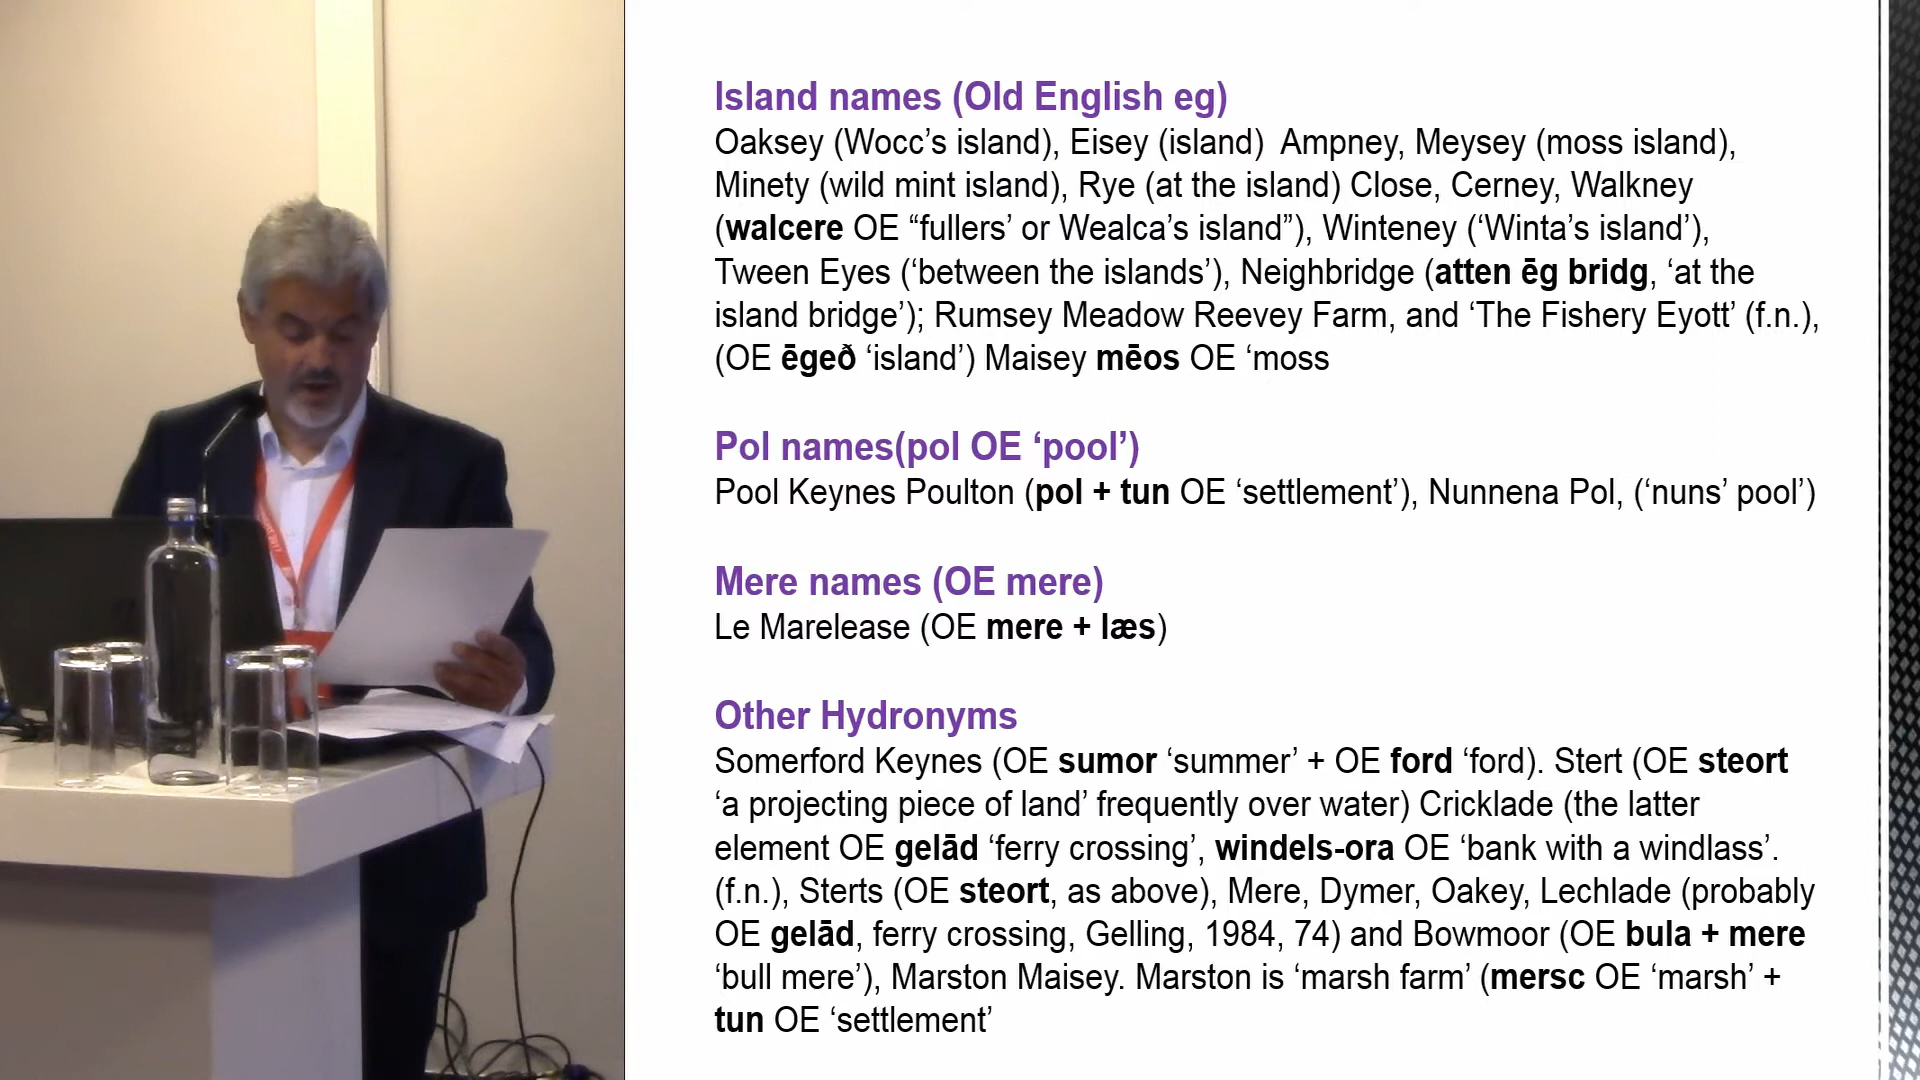 Island names (Old English eg)
Oaksey (Wocc’s island), Eisey (island)  Ampney, Meysey (moss island),
Minety (wild mint island), Rye (at the island) Close, Cerney, Walkney
(walcere OE “fullers’ or Wealca’s island”), Winteney (‘Winta’s island’),
Tween Eyes (‘between the islands’), Neighbridge (atten ēg bridg, ‘at the
island bridge’); Rumsey Meadow Reevey Farm, and ‘The Fishery Eyott’ (f.n.),
(OE ēgeð ‘island’) Maisey mēos OE ‘moss
Pol names(pol OE ‘pool’)
Pool Keynes Poulton (pol + tun OE ‘settlement’), Nunnena Pol, (‘nuns’ pool’)
Mere names (OE mere)
Le Marelease (OE mere + læs)
Other Hydronyms
Somerford Keynes (OE sumor ‘summer’ + OE ford ‘ford). Stert (OE steort
‘a projecting piece of land’ frequently over water) Cricklade (the latter
element OE gelād ‘ferry crossing’, windels-ora OE ‘bank with a windlass’.
(f.n.), Sterts (OE steort, as above), Mere, Dymer, Oakey, Lechlade (probably
OE gelād, ferry crossing, Gelling, 1984, 74) and Bowmoor (OE bula + mere
‘bull mere’), Marston Maisey. Marston is ‘marsh farm’ (mersc OE ‘marsh’ +
tun OE ‘settlement’